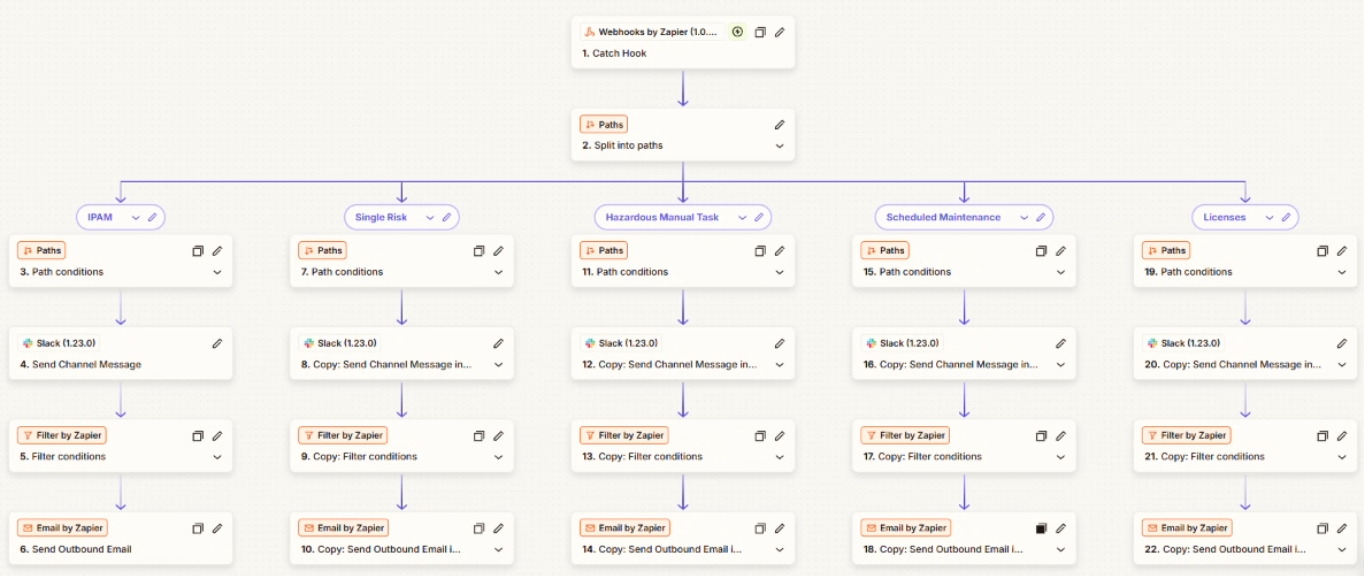 Webhooks by Zapier (1.0....
1. Catch Hook
Paths
2. Split into paths
IPAM
Single Risk
Hazardous Manual Task
Scheduled Maintenance
Licenses
Paths
3. Path conditions
Paths
7. Path conditions
Paths
11. Path conditions
Paths
15. Path conditions
Paths
19. Path conditions
Slack (1.23.0)
4. Send Channel Message
Slack (1.23.0)
8. Copy: Send Channel Message in...
Slack (1.23.0)
12. Copy: Send Channel Message in...
Slack (1.23.0)
16. Copy: Send Channel Message in...
Slack (1.23.0)
20. Copy: Send Channel Message in...
Filter by Zapier
5. Filter conditions
Filter by Zapier
9. Copy: Filter conditions
Filter by Zapier
13. Copy: Filter conditions
Filter by Zapier
17. Copy: Filter conditions
Filter by Zapier
21. Copy: Filter conditions
Email by Zapier
6. Send Outbound Email
Email by Zapier
10. Copy: Send Outbound Email i...
Email by Zapier
14. Copy: Send Outbound Email i...
Email by Zapier
18. Copy: Send Outbound Email i...
Email by Zapier
22. Copy: Send Outbound Email i...